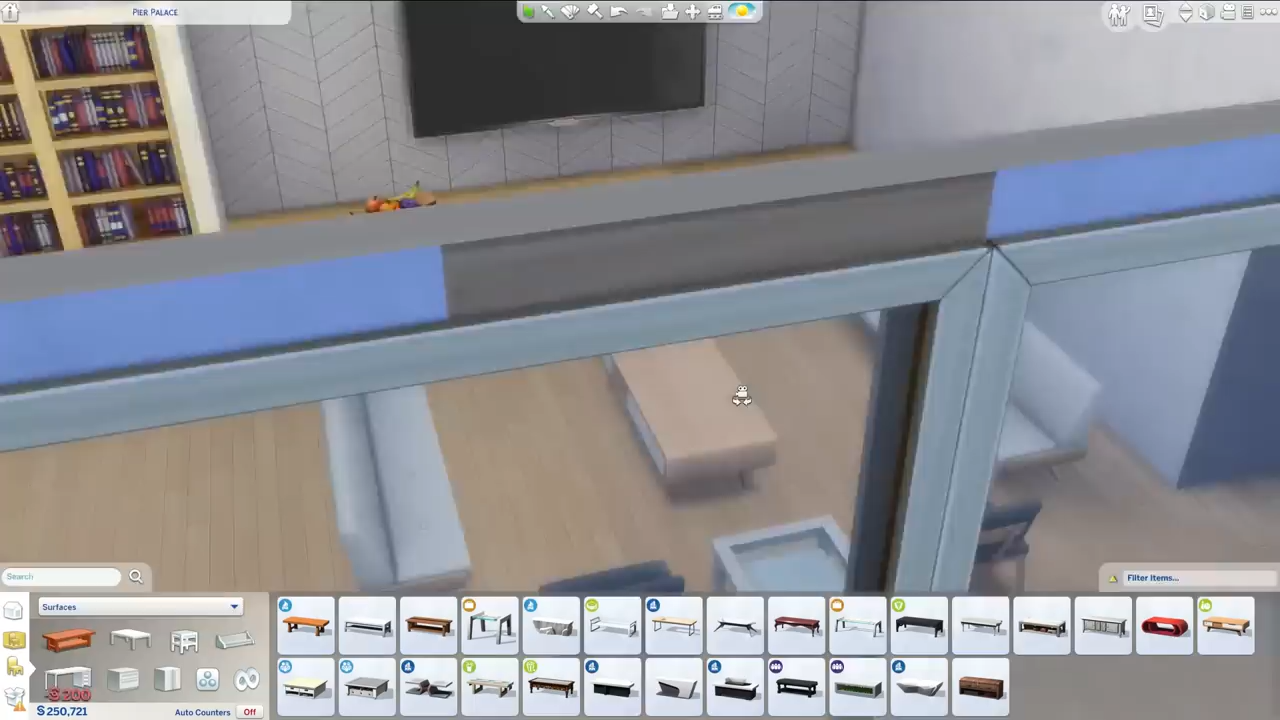 PIER PALACE
Search
Filter Items...
Surfaces
-$200
$250,721
Auto Counters
Off